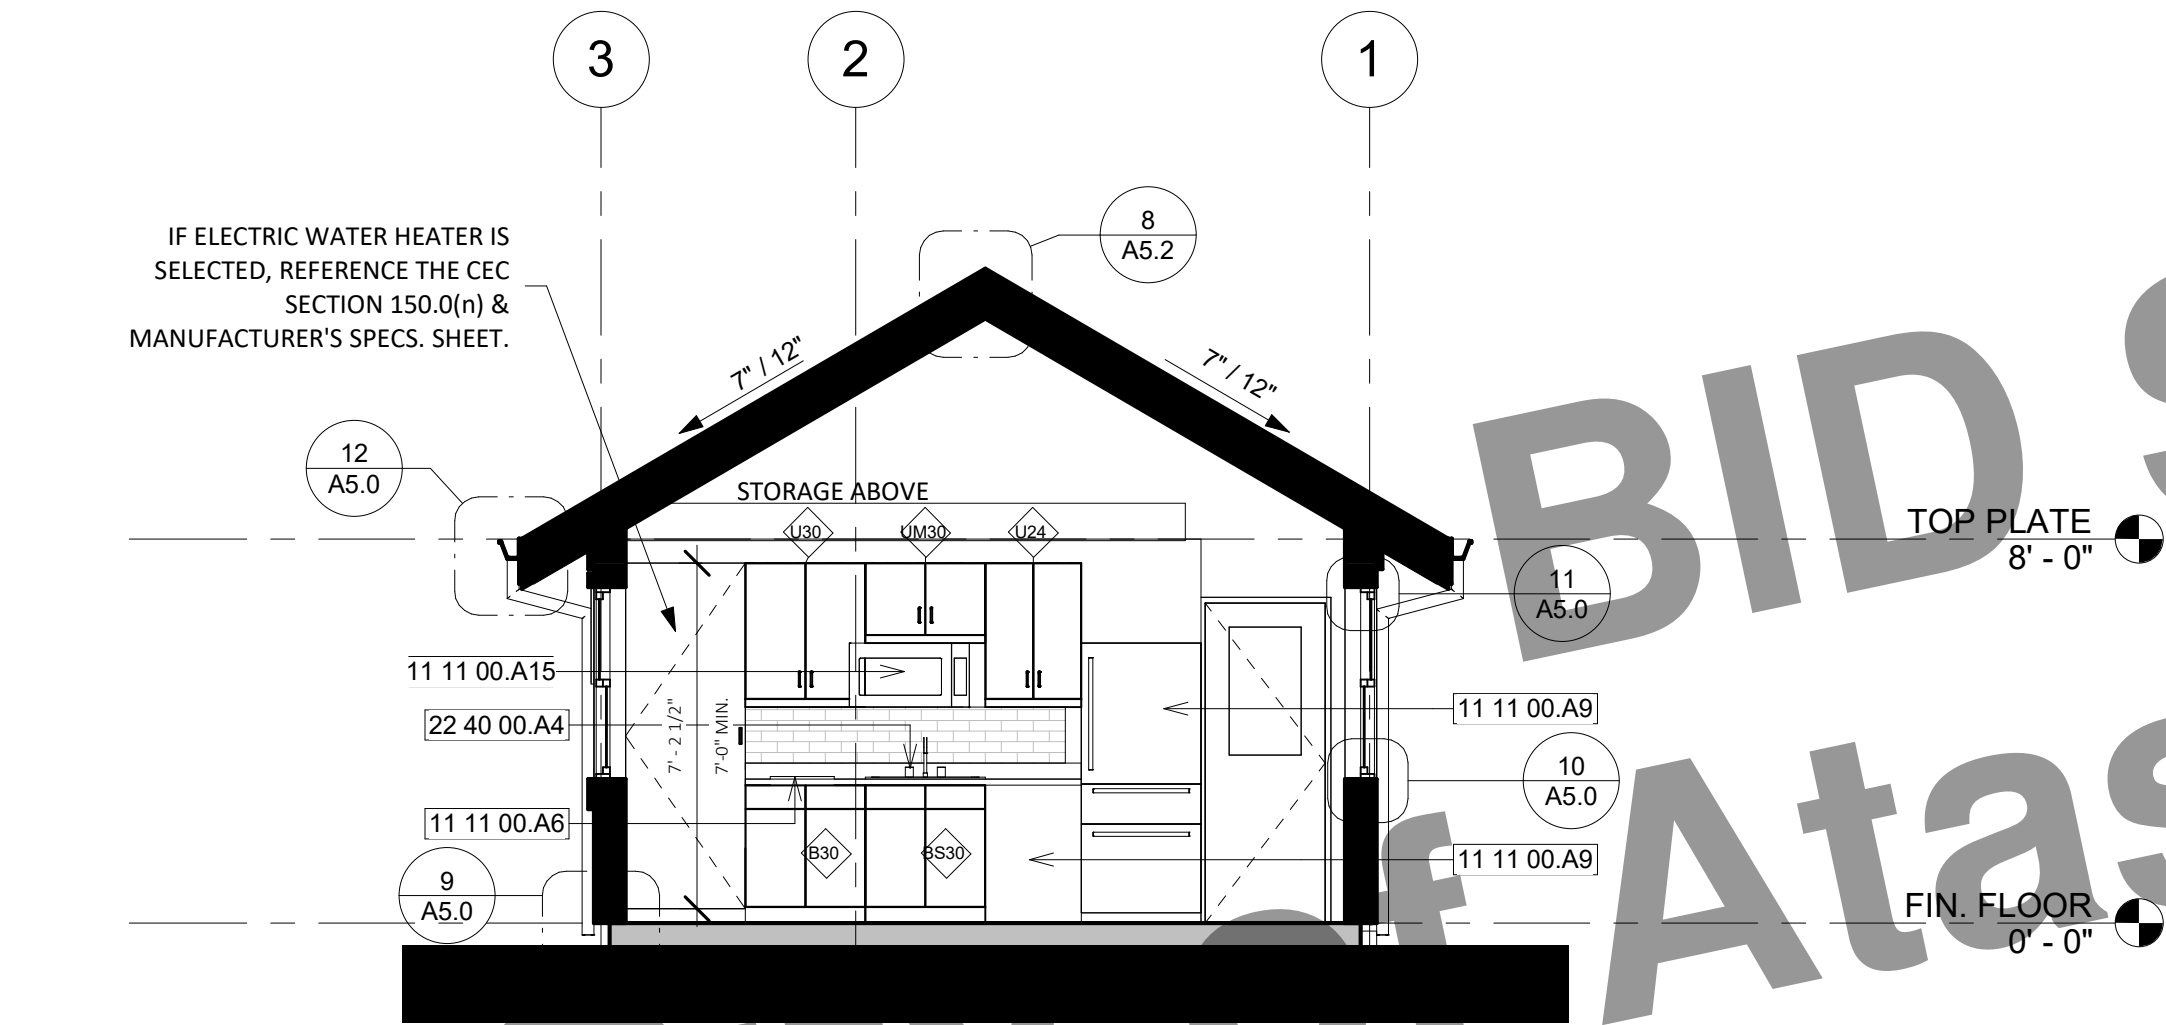 3
2
1
8
A5.2
IF ELECTRIC WATER HEATER IS
SELECTED, REFERENCE THE CEC
SECTION 150.0(n) &
MANUFACTURER'S SPECS. SHEET.
7" / 12"
7" / 12"
12
A5.0
STORAGE ABOVE
U30
UM30
U24
TOP PLATE
8' - 0"
11
A5.0
11 11 00.A15
22 40 00.A4
7' - 2 1/2"
7'-0" MIN.
11 11 00.A9
10
A5.0
11 11 00.A6
B30
BS30
11 11 00.A9
9
A5.0
FIN. FLOOR
0' - 0"
BID S
of Atas